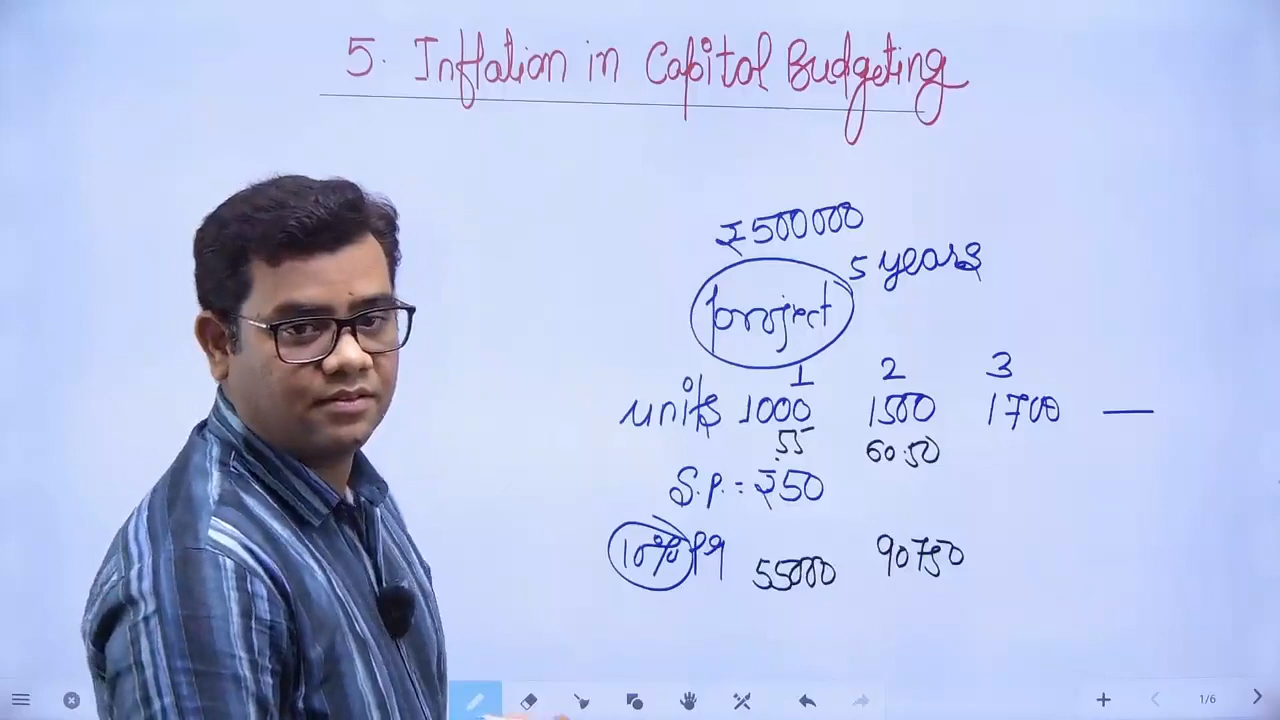 5. Inflation in Capital Budgeting
₹500000
5 years
project
1 2 3
units 1000 1500 1700 —
55 60.50
S.P. = ₹50
10% pa 55000 90750
1/6